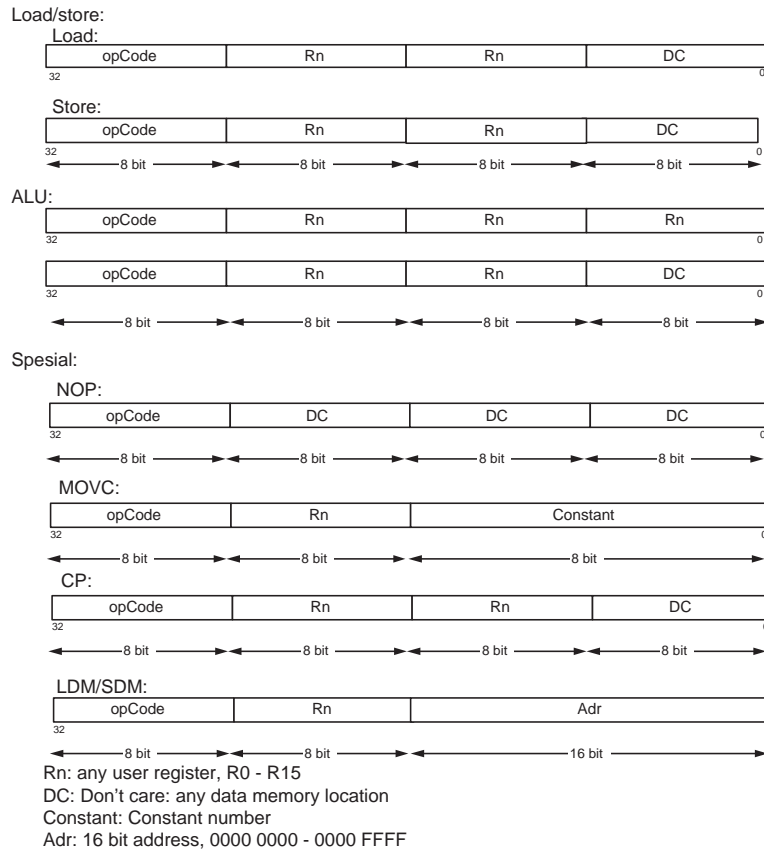 Load/store:
Load:
opCode Rn Rn DC
32 0
Store:
opCode Rn Rn DC
32 0
8 bit 8 bit 8 bit 8 bit
ALU:
opCode Rn Rn Rn
32 0
opCode Rn Rn DC
32 0
8 bit 8 bit 8 bit 8 bit
Spesial:
NOP:
opCode DC DC DC
32 0
8 bit 8 bit 8 bit 8 bit
MOVC:
opCode Rn Constant
32 0
8 bit 8 bit 8 bit
CP:
opCode Rn Rn DC
32
8 bit 8 bit 8 bit 8 bit
LDM/SDM:
opCode Rn Adr
32
8 bit 8 bit 16 bit
Rn: any user register, R0 - R15
DC: Don't care: any data memory location
Constant: Constant number
Adr: 16 bit address, 0000 0000 - 0000 FFFF